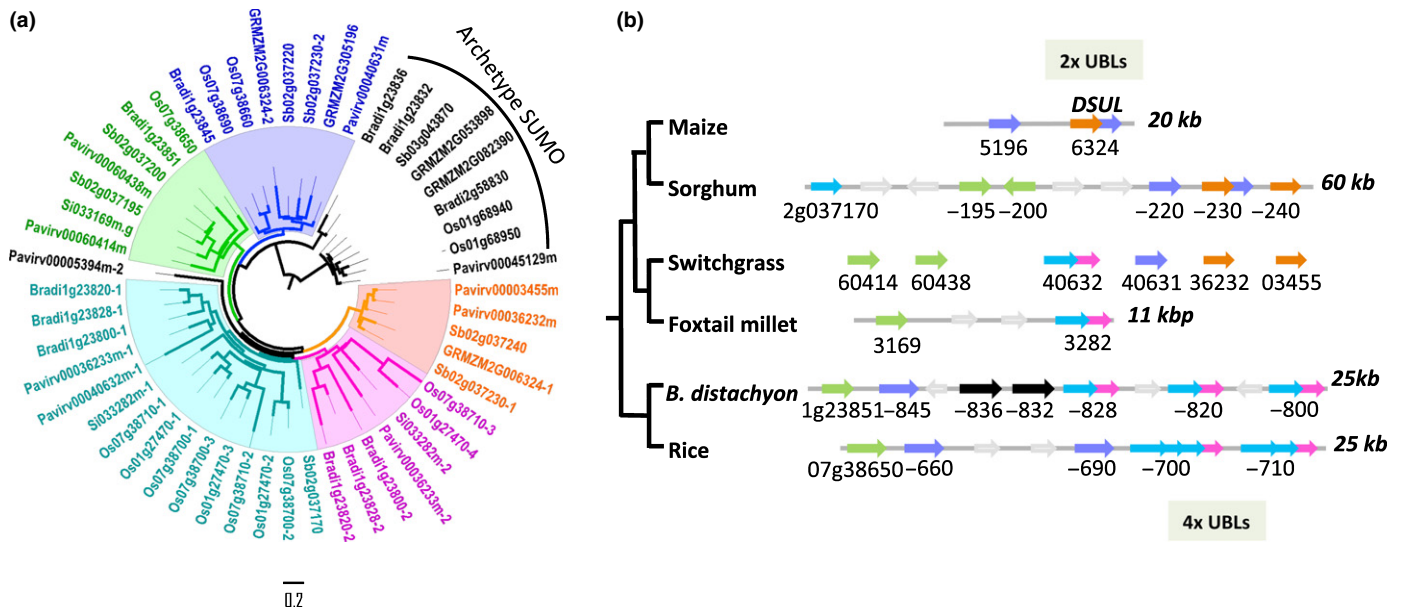 (a)
Bradi1g23845
Os07g38690
Os07g38660
GRMZM2G006324-2
Sb02g037220
Sb02g037230-2
GRMZM2G305196
Pavirv00040631m
Bradi1g23836
Bradi1g23832
Sb03g043870
GRMZM2G053898
GRMZM2G082390
Bradi2g58830
Os01g68940
Os01g68950
Pavirv00045129m
Archetype SUMO
Pavirv00003455m
Pavirv00036232m
Sb02g037240
GRMZM2G006324-1
Sb02g037230-1
Os07g38710-3
Os01g27470-4
Si033282m-2
Pavirv00036233m-2
Bradi1g23800-2
Bradi1g23828-2
Bradi1g23820-2
Sb02g037170
Os07g38700-2
Os01g27470-2
Os07g38710-2
Os01g27470-3
Os07g38700-3
Os07g38700-1
Os01g27470-1
Os07g38710-1
Si033282m-1
Pavirv00040632m-1
Pavirv00036233m-1
Bradi1g23800-1
Bradi1g23828-1
Bradi1g23820-1
Pavirv00005394m-2
Pavirv00060414m
Si033169m.g
Sb02g037195
Pavirv00060438m
Sb02g037200
Bradi1g23851
Os07g38650
0.2
(b)
2x UBLs
Maize
DSUL
20 kb
5196 6324
Sorghum
60 kb
2g037170 −195 −200 −220 −230 −240
Switchgrass
60414 60438 40632 40631 36232 03455
Foxtail millet
11 kbp
3169 3282
B. distachyon
25kb
1g23851 −845 −836 −832 −828 −820 −800
Rice
25 kb
07g38650 −660 −690 −700 −710
4x UBLs